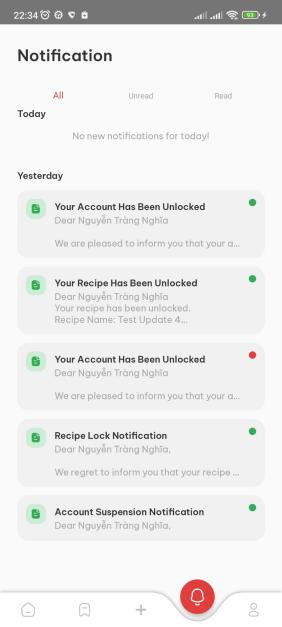 22:34
93
Notification
All Unread Read
Today
No new notifications for today!
Yesterday
Your Account Has Been Unlocked
Dear Nguyễn Tràng Nghĩa
We are pleased to inform you that your a...
Your Recipe Has Been Unlocked
Dear Nguyễn Tràng Nghĩa
Your recipe has been unlocked.
Recipe Name: Test Update 4...
Your Account Has Been Unlocked
Dear Nguyễn Tràng Nghĩa
We are pleased to inform you that your a...
Recipe Lock Notification
Dear Nguyễn Tràng Nghĩa,
We regret to inform you that your recipe ...
Account Suspension Notification
Dear Nguyễn Tràng Nghĩa,